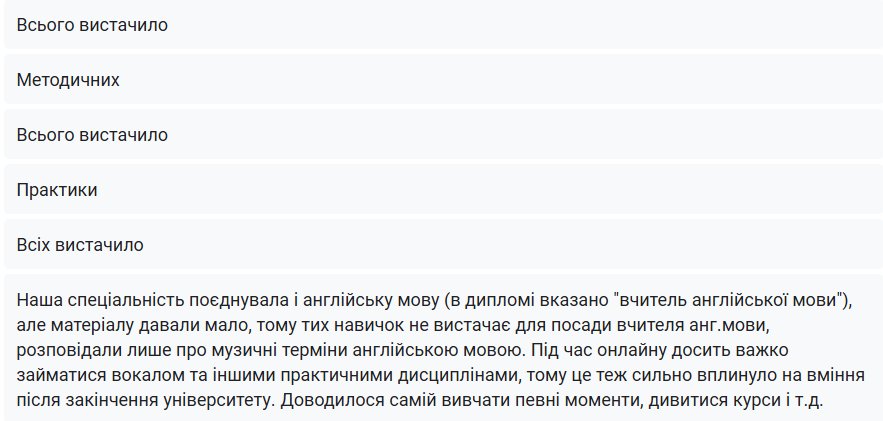 Всього вистачило
Методичних
Всього вистачило
Практики
Всіх вистачило
Наша спеціальність поєднувала і англійську мову (в дипломі вказано "вчитель англійської мови"),
але матеріалу давали мало, тому тих навичок не вистачає для посади вчителя анг.мови,
розповідали лише про музичні терміни англійською мовою. Під час онлайну досить важко
займатися вокалом та іншими практичними дисциплінами, тому це теж сильно вплинуло на вміння
після закінчення університету. Доводилося самій вивчати певні моменти, дивитися курси і т.д.